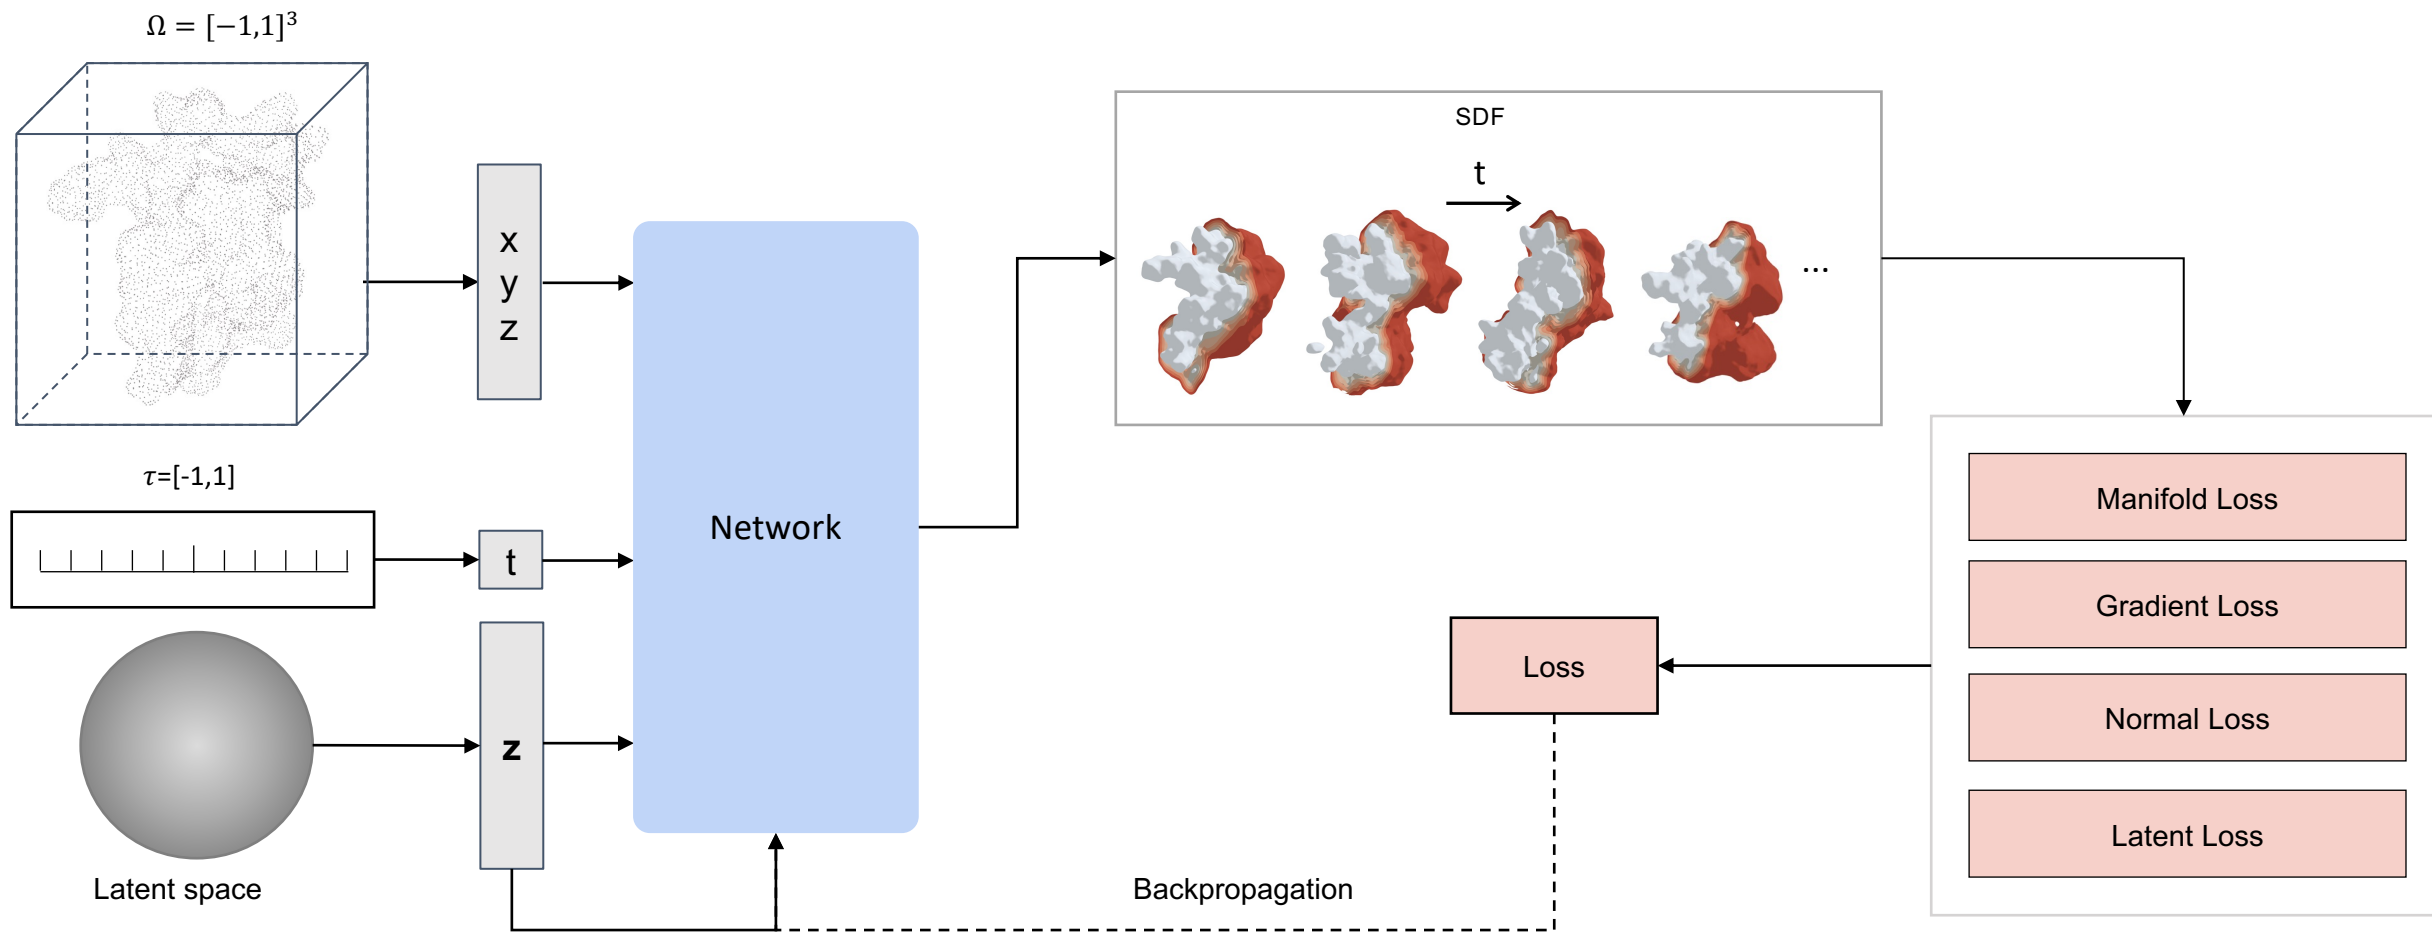 Ω = [−1,1]³
x
y
z
τ=[-1,1]
t
z
Latent space
Network
SDF
t
...
Manifold Loss
Gradient Loss
Normal Loss
Latent Loss
Loss
Backpropagation